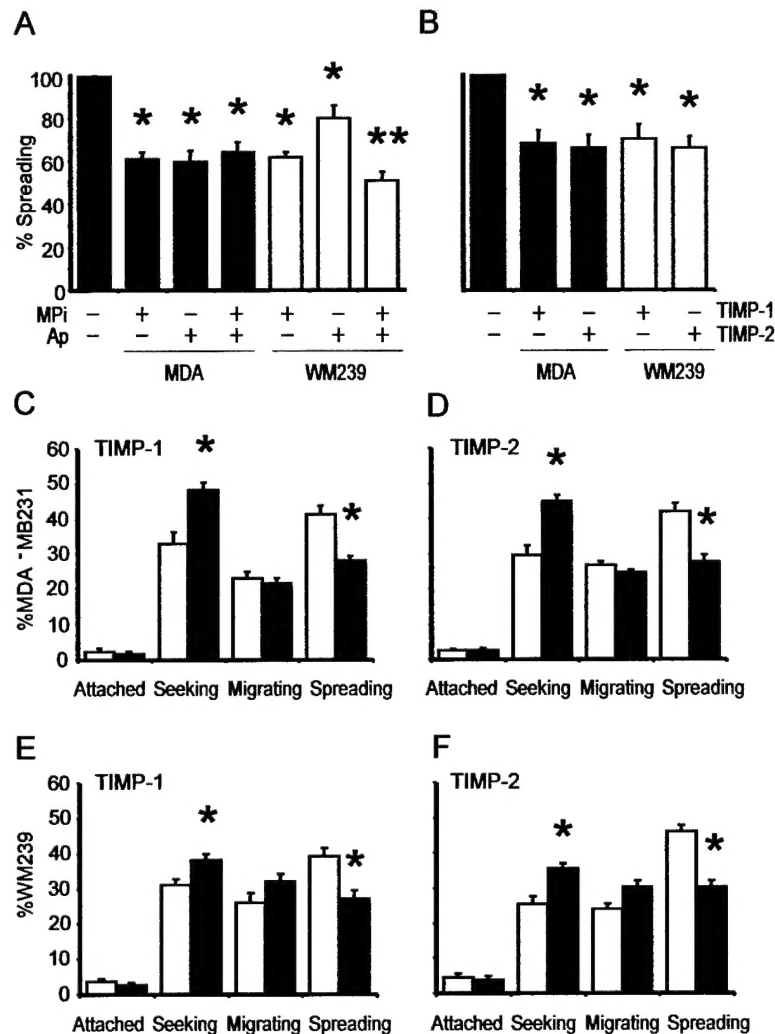 A
B
100
80
60
40
20
0
% Spreading
* * * * * **
* * * *
MPi – + – + + – +
Ap – – + + – + +
MDA WM239
– + – + – TIMP-1
– – + – + TIMP-2
MDA WM239
C
TIMP-1
60
50
40
30
20
10
0
%MDA-MB231
* *
Attached Seeking Migrating Spreading
D
TIMP-2
* *
Attached Seeking Migrating Spreading
E
TIMP-1
60
50
40
30
20
10
0
%WM239
* *
Attached Seeking Migrating Spreading
F
TIMP-2
* *
Attached Seeking Migrating Spreading